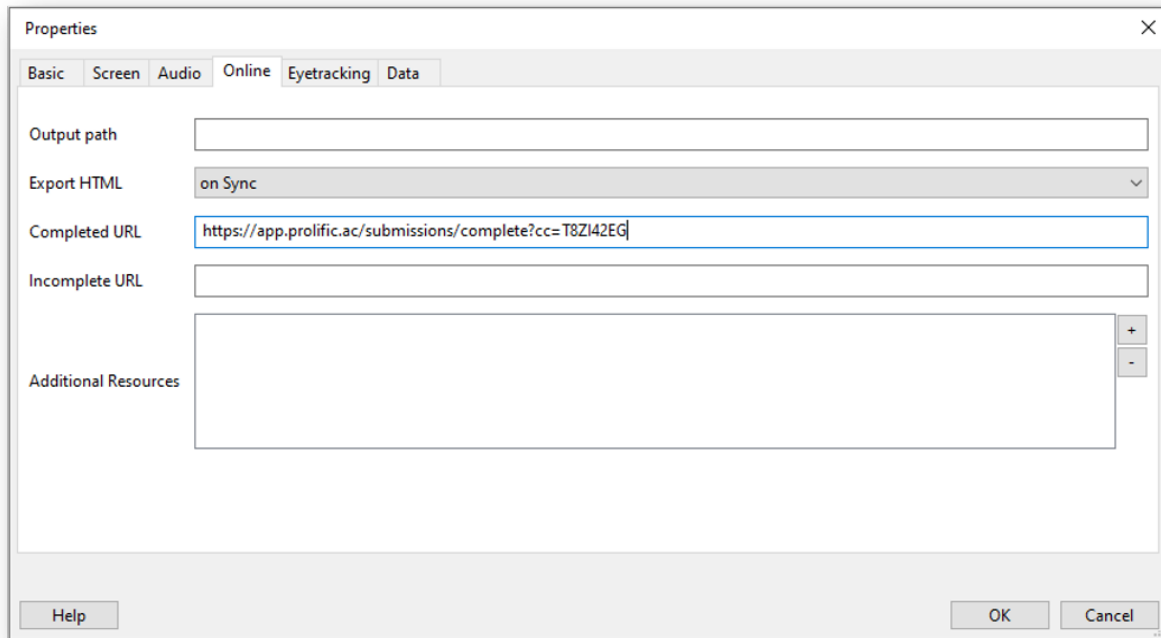 Properties
Basic Screen Audio Online Eyetracking Data
Output path
Export HTML on Sync
Completed URL https://app.prolific.ac/submissions/complete?cc=T8ZI42EG
Incomplete URL
+
-
Additional Resources
Help OK Cancel